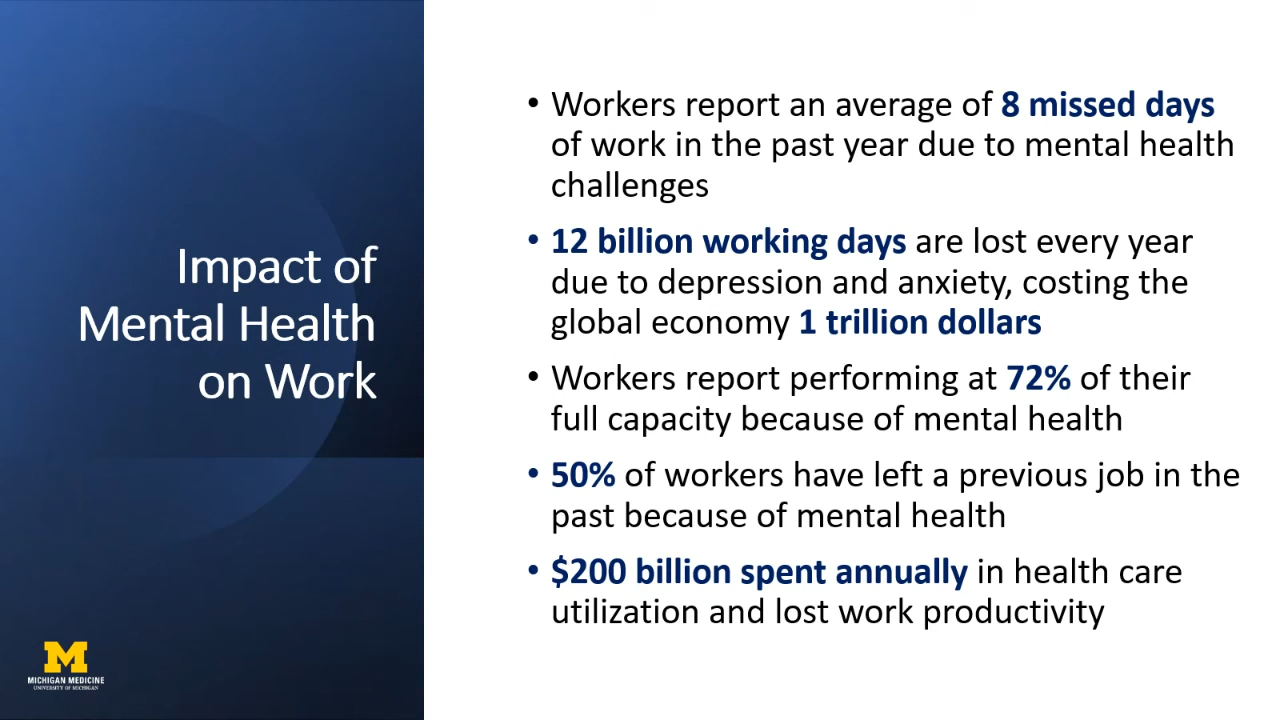 Impact of
Mental Health
on Work
• Workers report an average of 8 missed days
of work in the past year due to mental health
challenges
• 12 billion working days are lost every year
due to depression and anxiety, costing the
global economy 1 trillion dollars
• Workers report performing at 72% of their
full capacity because of mental health
• 50% of workers have left a previous job in the
past because of mental health
• $200 billion spent annually in health care
utilization and lost work productivity
M
MICHIGAN MEDICINE
UNIVERSITY OF MICHIGAN